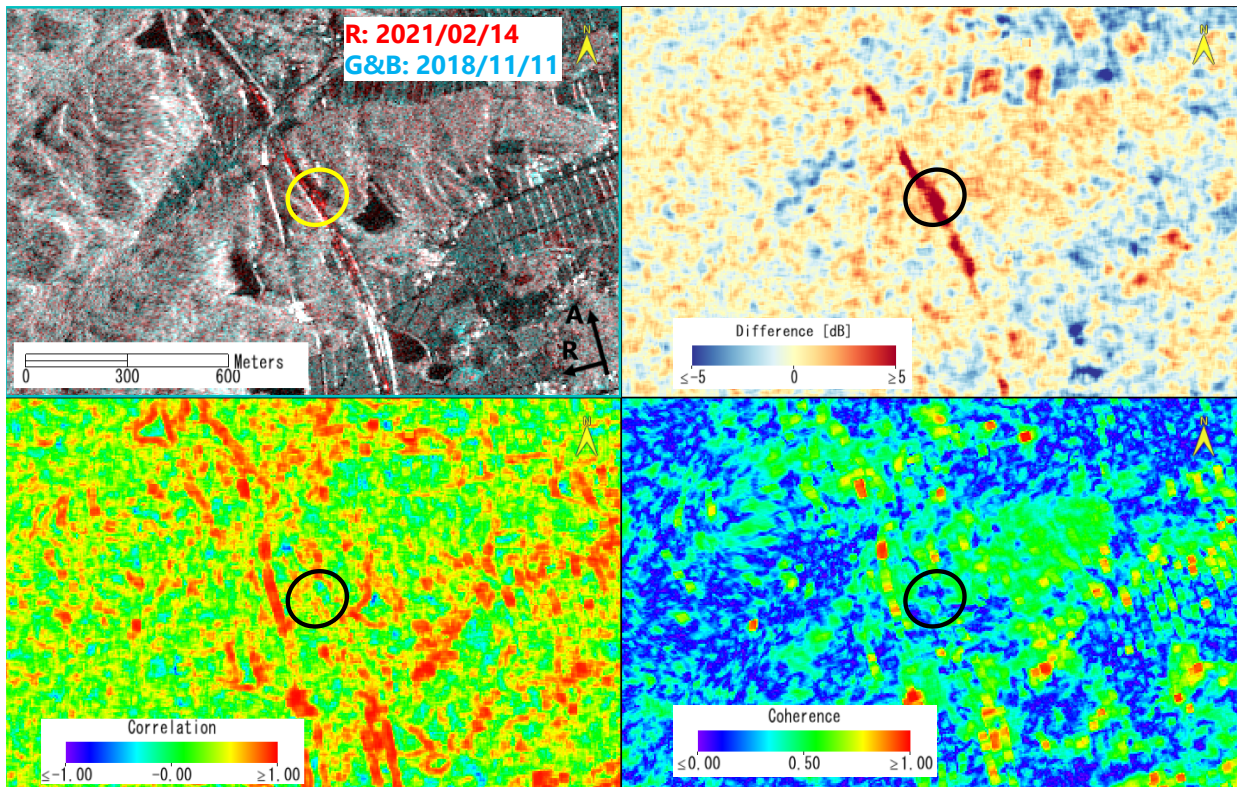 R: 2021/02/14
G&B: 2018/11/11
N
N
A
R
Meters
0 300 600
Difference [dB]
≤-5 0 ≥5
N
N
Correlation
≤-1.00 -0.00 ≥1.00
Coherence
≤0.00 0.50 ≥1.00